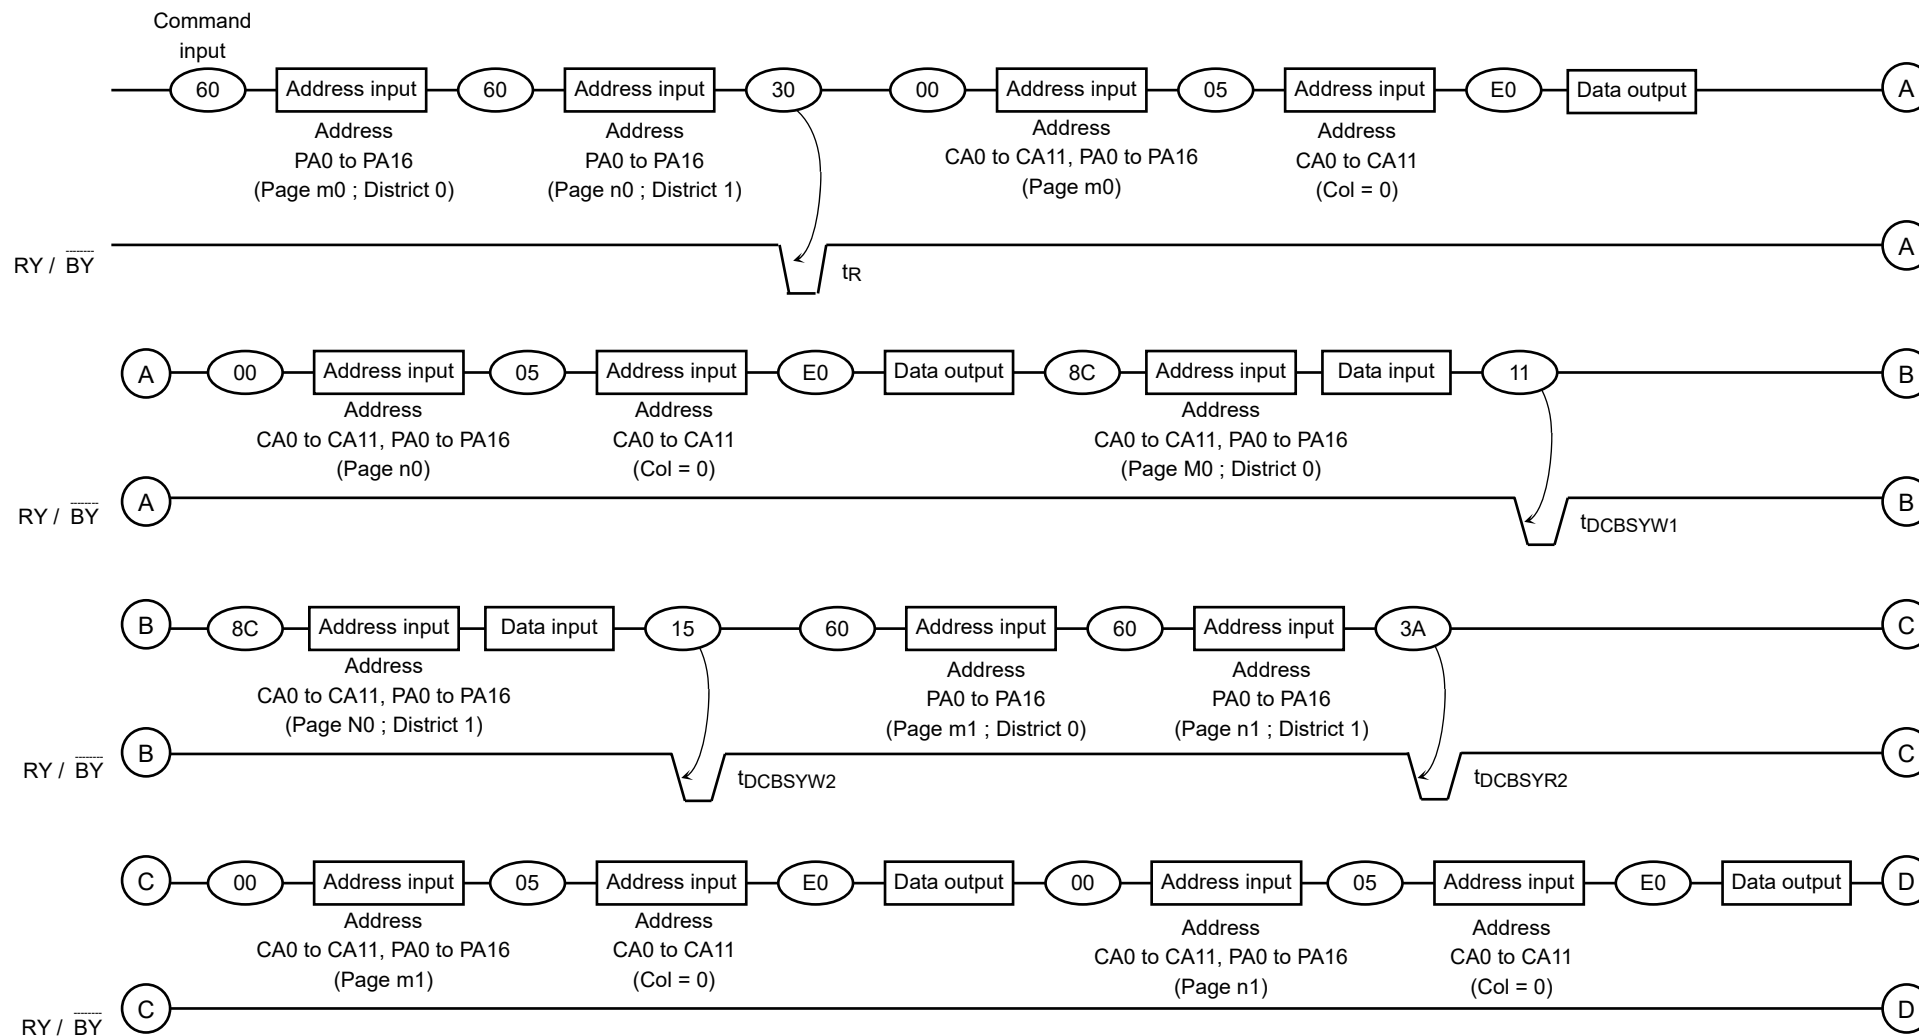 Command
input
60 Address input 60 Address input 30 00 Address input 05 Address input E0 Data output A
Address
PA0 to PA16
(Page m0 ; District 0)
Address
PA0 to PA16
(Page n0 ; District 1)
Address
CA0 to CA11, PA0 to PA16
(Page m0)
Address
CA0 to CA11
(Col = 0)
RY / BY tR A
A 00 Address input 05 Address input E0 Data output 8C Address input Data input 11 B
Address
CA0 to CA11, PA0 to PA16
(Page n0)
Address
CA0 to CA11
(Col = 0)
Address
CA0 to CA11, PA0 to PA16
(Page M0 ; District 0)
RY / BY A tDCBSYW1 B
B 8C Address input Data input 15 60 Address input 60 Address input 3A C
Address
CA0 to CA11, PA0 to PA16
(Page N0 ; District 1)
Address
PA0 to PA16
(Page m1 ; District 0)
Address
PA0 to PA16
(Page n1 ; District 1)
RY / BY B tDCBSYW2 tDCBSYR2 C
C 00 Address input 05 Address input E0 Data output 00 Address input 05 Address input E0 Data output D
Address
CA0 to CA11, PA0 to PA16
(Page m1)
Address
CA0 to CA11
(Col = 0)
Address
CA0 to CA11, PA0 to PA16
(Page n1)
Address
CA0 to CA11
(Col = 0)
RY / BY C D